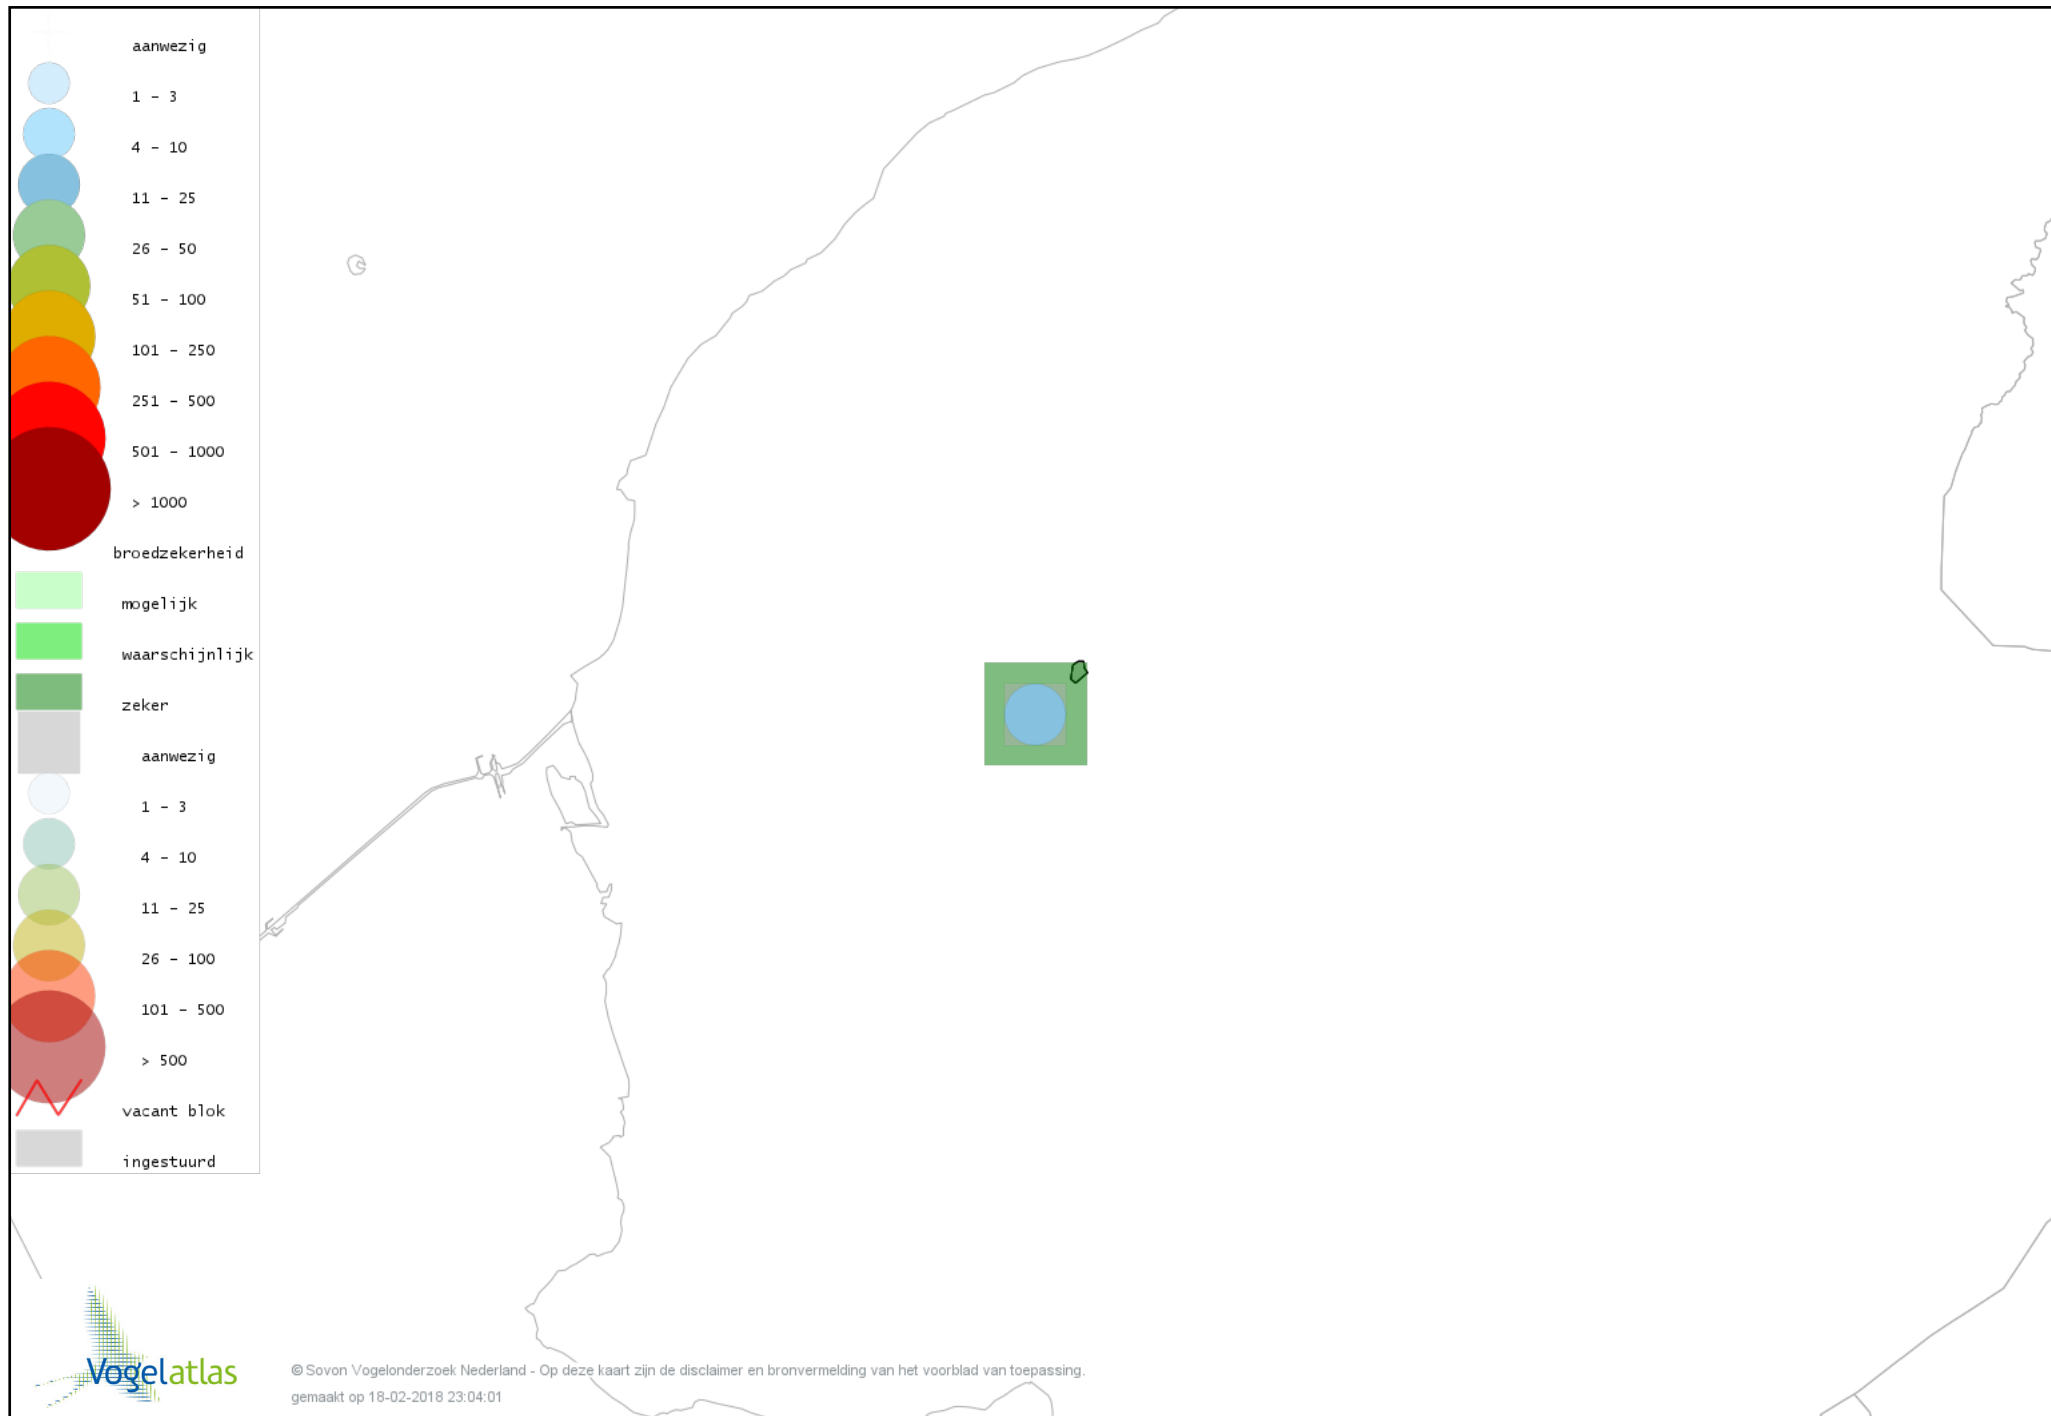 aanwezig
1 - 3
4 - 10
11 - 25
26 - 50
51 - 100
101 - 250
251 - 500
501 - 1000
> 1000
broedzekerheid
mogelijk
waarschijnlijk
zeker
aanwezig
1 - 3
4 - 10
11 - 25
26 - 100
101 - 500
> 500
vacant blok
ingestuurd
Vogelatlas
© Sovon Vogelonderzoek Nederland - Op deze kaart zijn de disclaimer en bronvermelding van het voorblad van toepassing.
gemaakt op 18-02-2018 23:04:01